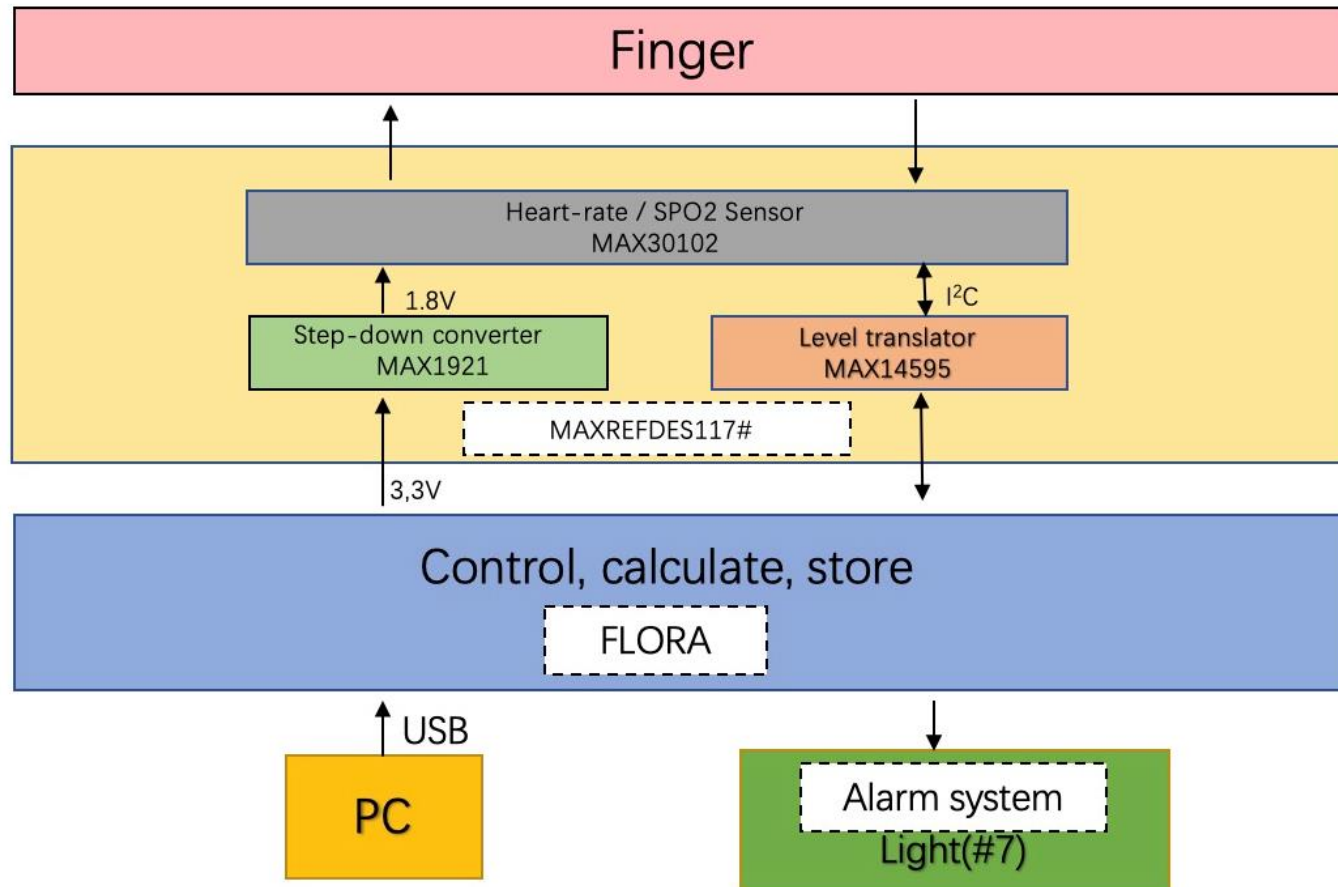 Finger
Heart-rate / SPO2 Sensor
MAX30102
1.8V
I²C
Step-down converter
MAX1921
Level translator
MAX14595
MAXREFDES117#
3,3V
Control, calculate, store
FLORA
USB
PC
Alarm system
Light(#7)